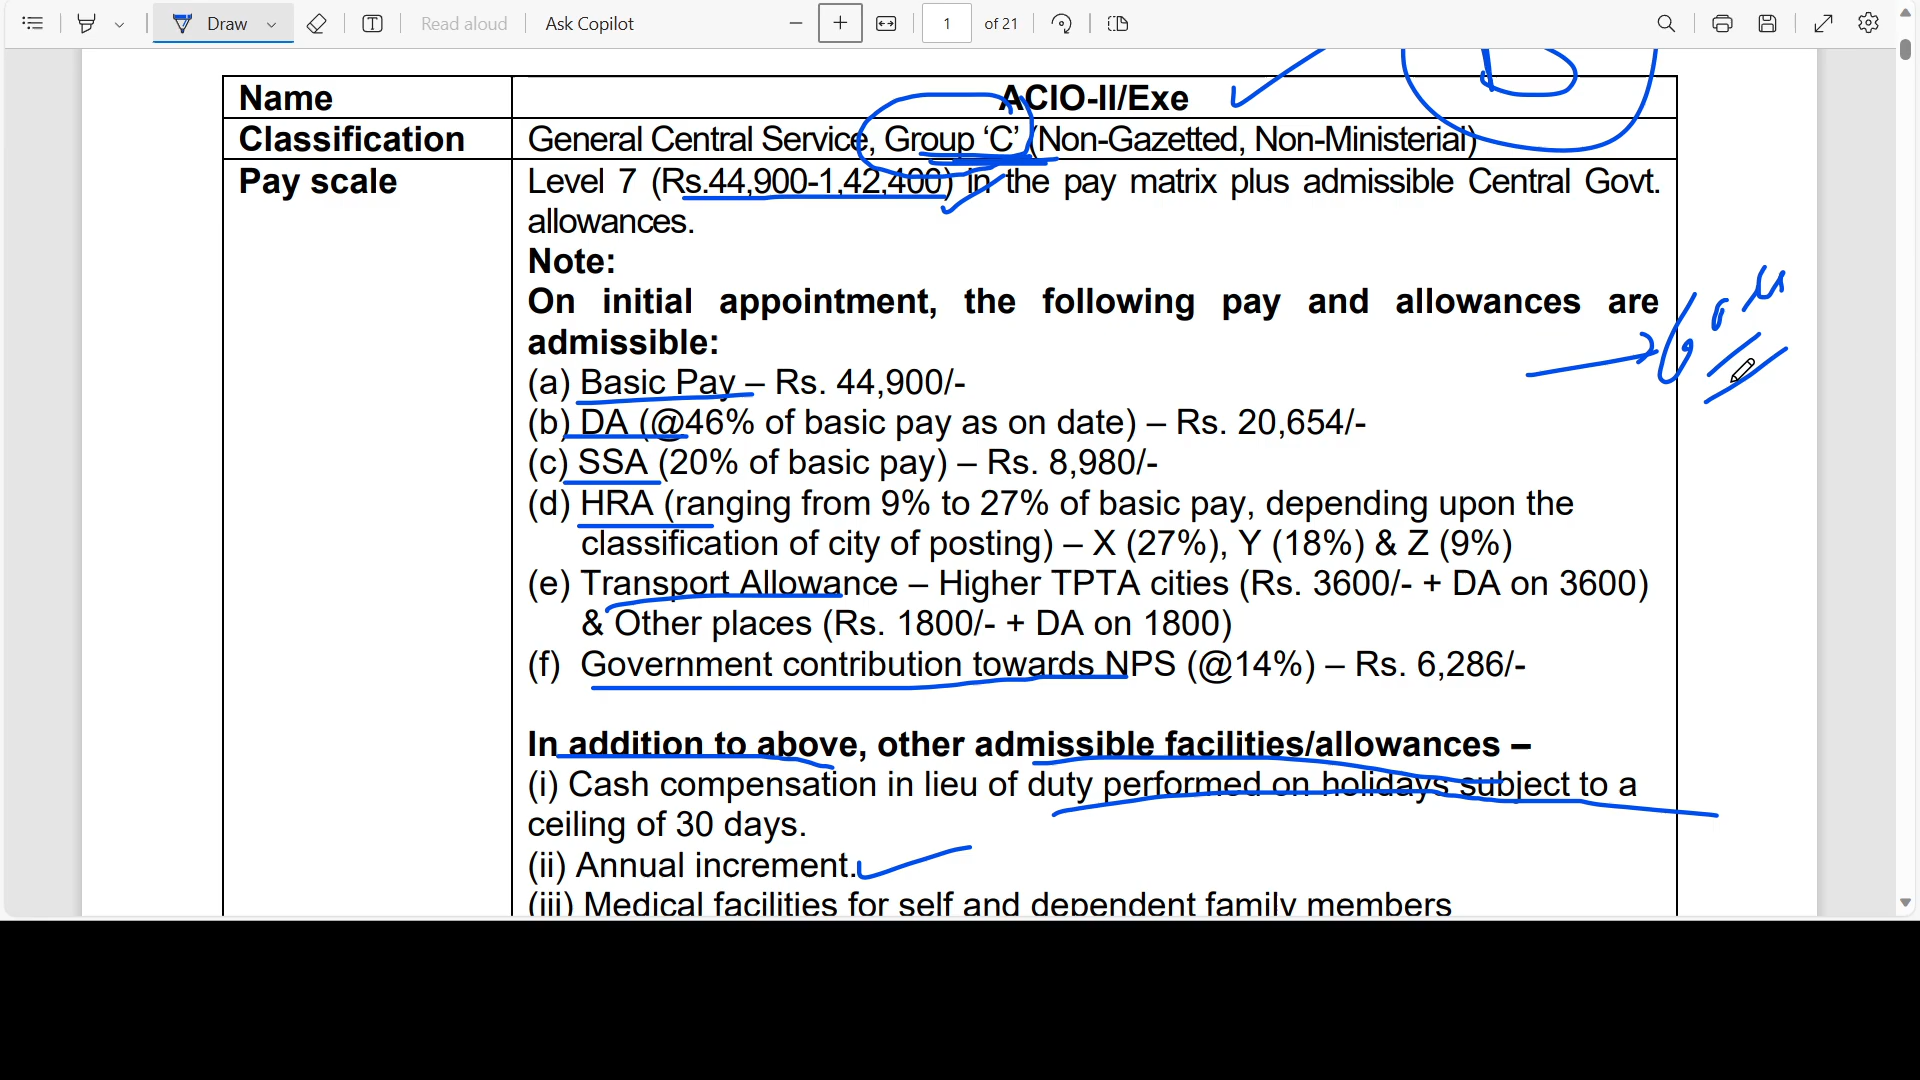 Draw
Read aloud
Ask Copilot
1
of 21
Name
ACIO-II/Exe
Classification
General Central Service, Group ‘C’ (Non-Gazetted, Non-Ministerial)
Pay scale
Level 7 (Rs.44,900-1,42,400) in the pay matrix plus admissible Central Govt.
allowances.
Note:
On initial appointment, the following pay and allowances are
admissible:
(a) Basic Pay – Rs. 44,900/-
(b) DA (@46% of basic pay as on date) – Rs. 20,654/-
(c) SSA (20% of basic pay) – Rs. 8,980/-
(d) HRA (ranging from 9% to 27% of basic pay, depending upon the
classification of city of posting) – X (27%), Y (18%) & Z (9%)
(e) Transport Allowance – Higher TPTA cities (Rs. 3600/- + DA on 3600)
& Other places (Rs. 1800/- + DA on 1800)
(f) Government contribution towards NPS (@14%) – Rs. 6,286/-
In addition to above, other admissible facilities/allowances –
(i) Cash compensation in lieu of duty performed on holidays subject to a
ceiling of 30 days.
(ii) Annual increment.
(iii) Medical facilities for self and dependent family members